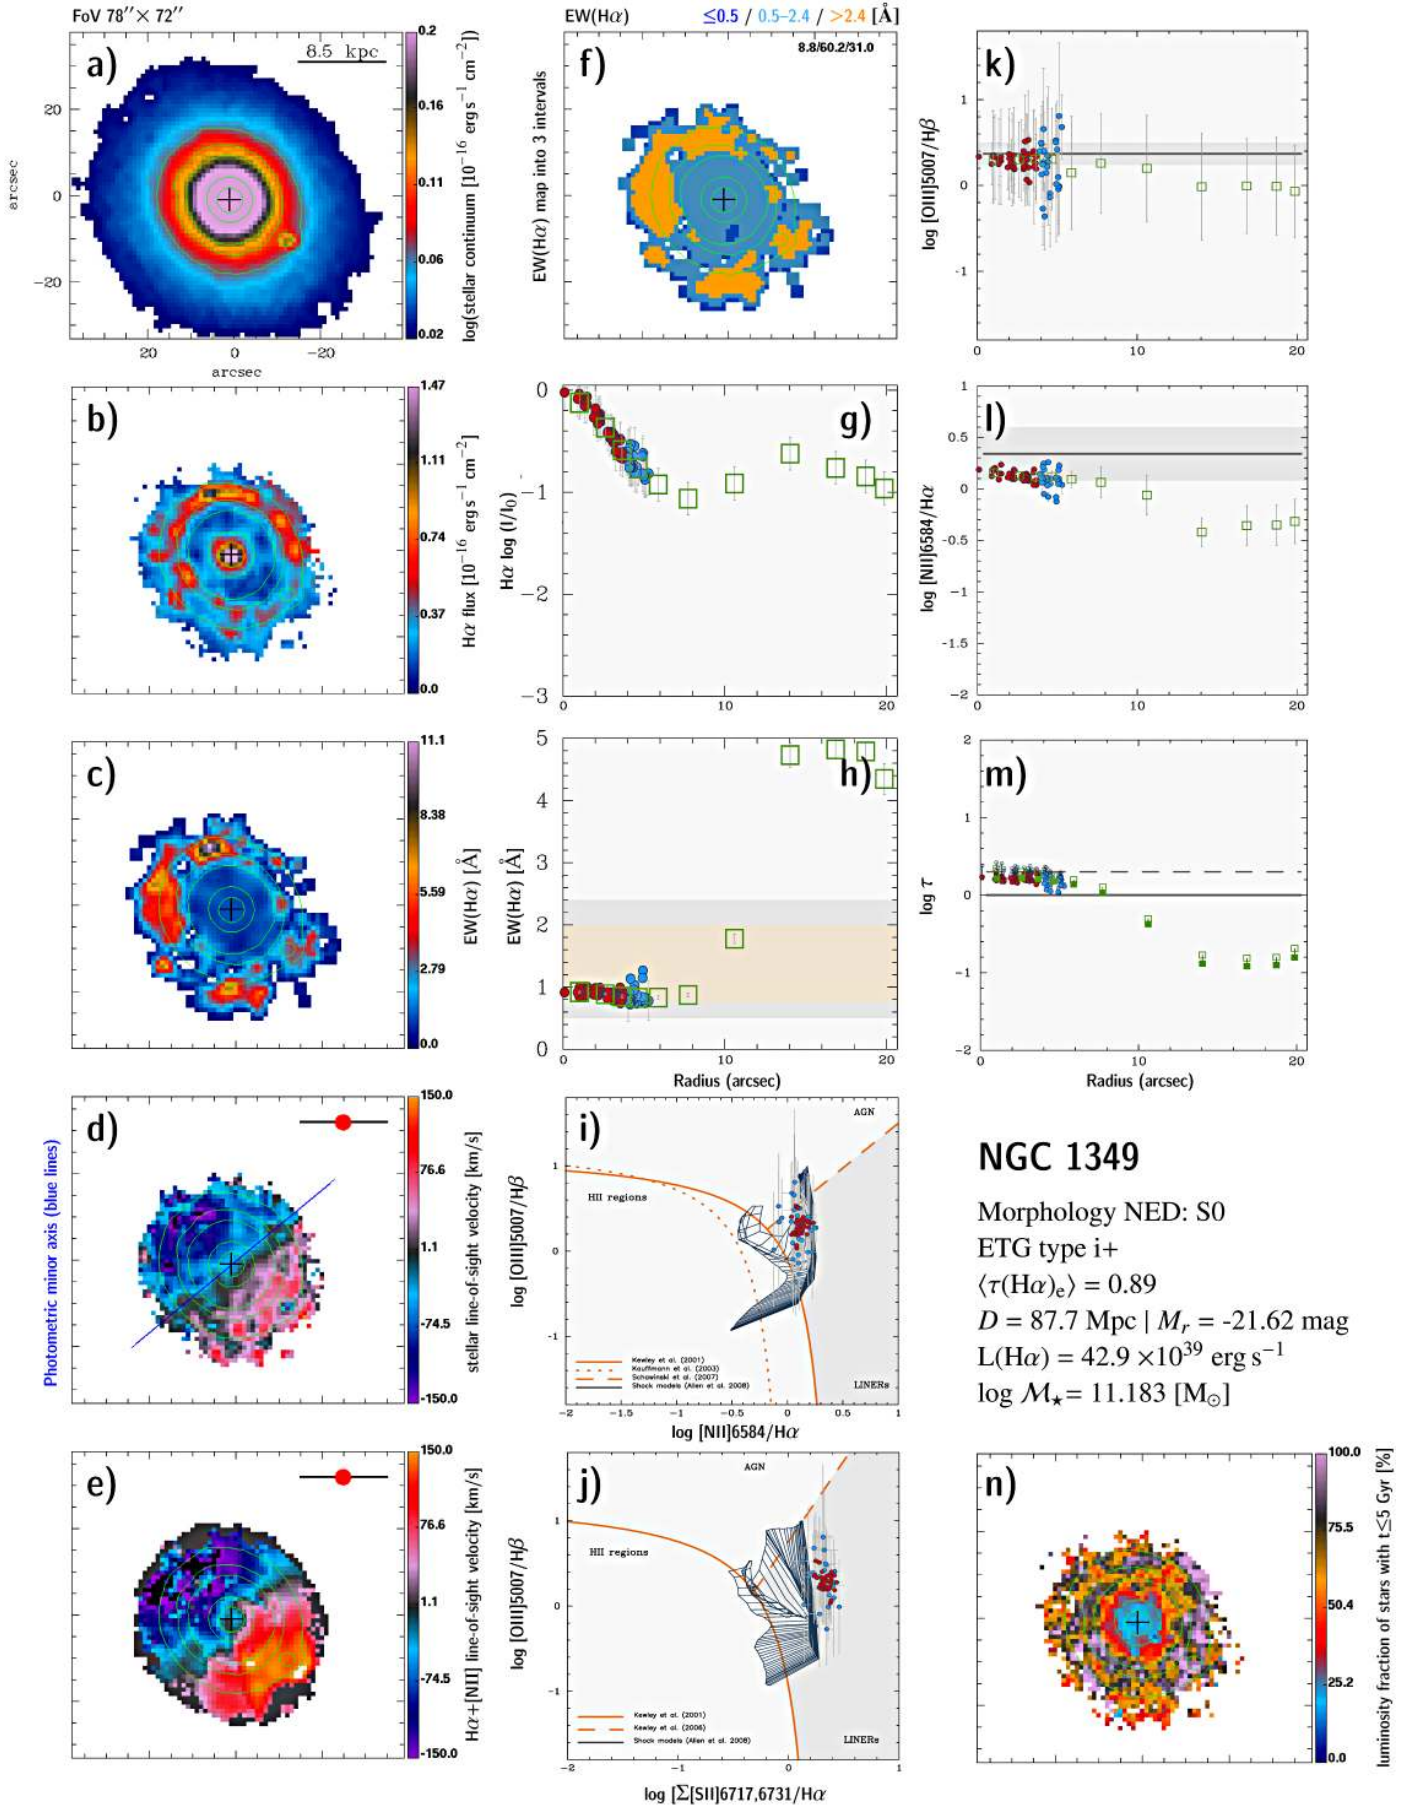 FoV 78′′× 72′′
a)
8.5 kpc
20
0
−20
arcsec
20 0 −20
arcsec
0.2
0.16
0.11
0.06
0.02
log(stellar continuum [10⁻¹⁶ erg s⁻¹ cm⁻²])
EW(Hα) ≤0.5 / 0.5–2.4 / >2.4 [Å]
f)
8.8/60.2/31.0
EW(Hα) map into 3 intervals
k)
log [OIII]5007/Hβ
1
0
-1
0 10 20
b)
1.47
1.11
0.74
0.37
0.0
Hα flux [10⁻¹⁶ erg s⁻¹ cm⁻²]
g)
Hα log (I/I₀)
0
−1
−2
−3
0 10 20
l)
log [NII]6584/Hα
1
0.5
0
-0.5
-1
-1.5
-2
0 10 20
c)
11.1
8.38
5.59
2.79
0.0
EW(Hα) [Å]
h)
EW(Hα) [Å]
5
4
3
2
1
0
0 10 20
Radius (arcsec)
m)
log τ
2
1
0
-1
-2
0 10 20
Radius (arcsec)
d)
Photometric minor axis (blue lines)
150.0
76.6
1.1
-74.5
-150.0
stellar line-of-sight velocity [km/s]
i)
AGN
HII regions
LINERs
Kewley et al. (2001)
Kauffmann et al. (2003)
Schawinski et al. (2007)
Shock models (Allen et al. 2008)
log [OIII]5007/Hβ
1
0
-1
-2 -1.5 -1 -0.5 0 0.5 1
log [NII]6584/Hα
NGC 1349
Morphology NED: S0
ETG type i+
⟨τ(Hα)ₑ⟩ = 0.89
D = 87.7 Mpc | Mᵣ = -21.62 mag
L(Hα) = 42.9 ×10³⁹ erg s⁻¹
log ℳ⋆= 11.183 [M⊙]
e)
150.0
76.6
1.1
-74.5
-150.0
Hα+[NII] line-of-sight velocity [km/s]
j)
AGN
HII regions
LINERs
Kewley et al. (2001)
Kewley et al. (2006)
Shock models (Allen et al. 2008)
log [OIII]5007/Hβ
1
0
-1
-2 -1 0 1
log [Σ[SII]6717,6731/Hα
n)
100.0
75.5
50.4
25.2
0.0
luminosity fraction of stars with t≤5 Gyr [%]